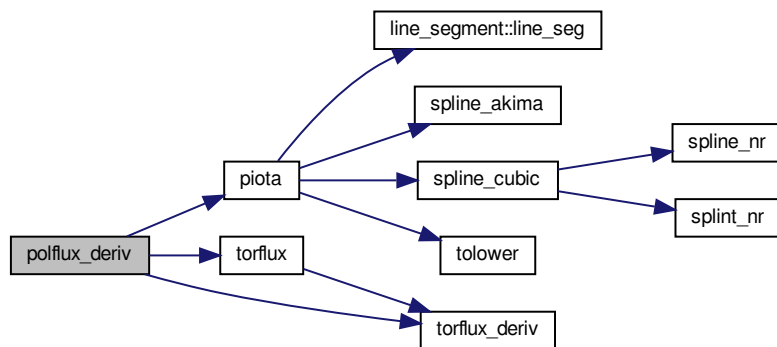 line_segment::line_seg
spline_akima
spline_nr
piota
spline_cubic
splint_nr
polflux_deriv
torflux
tolower
torflux_deriv